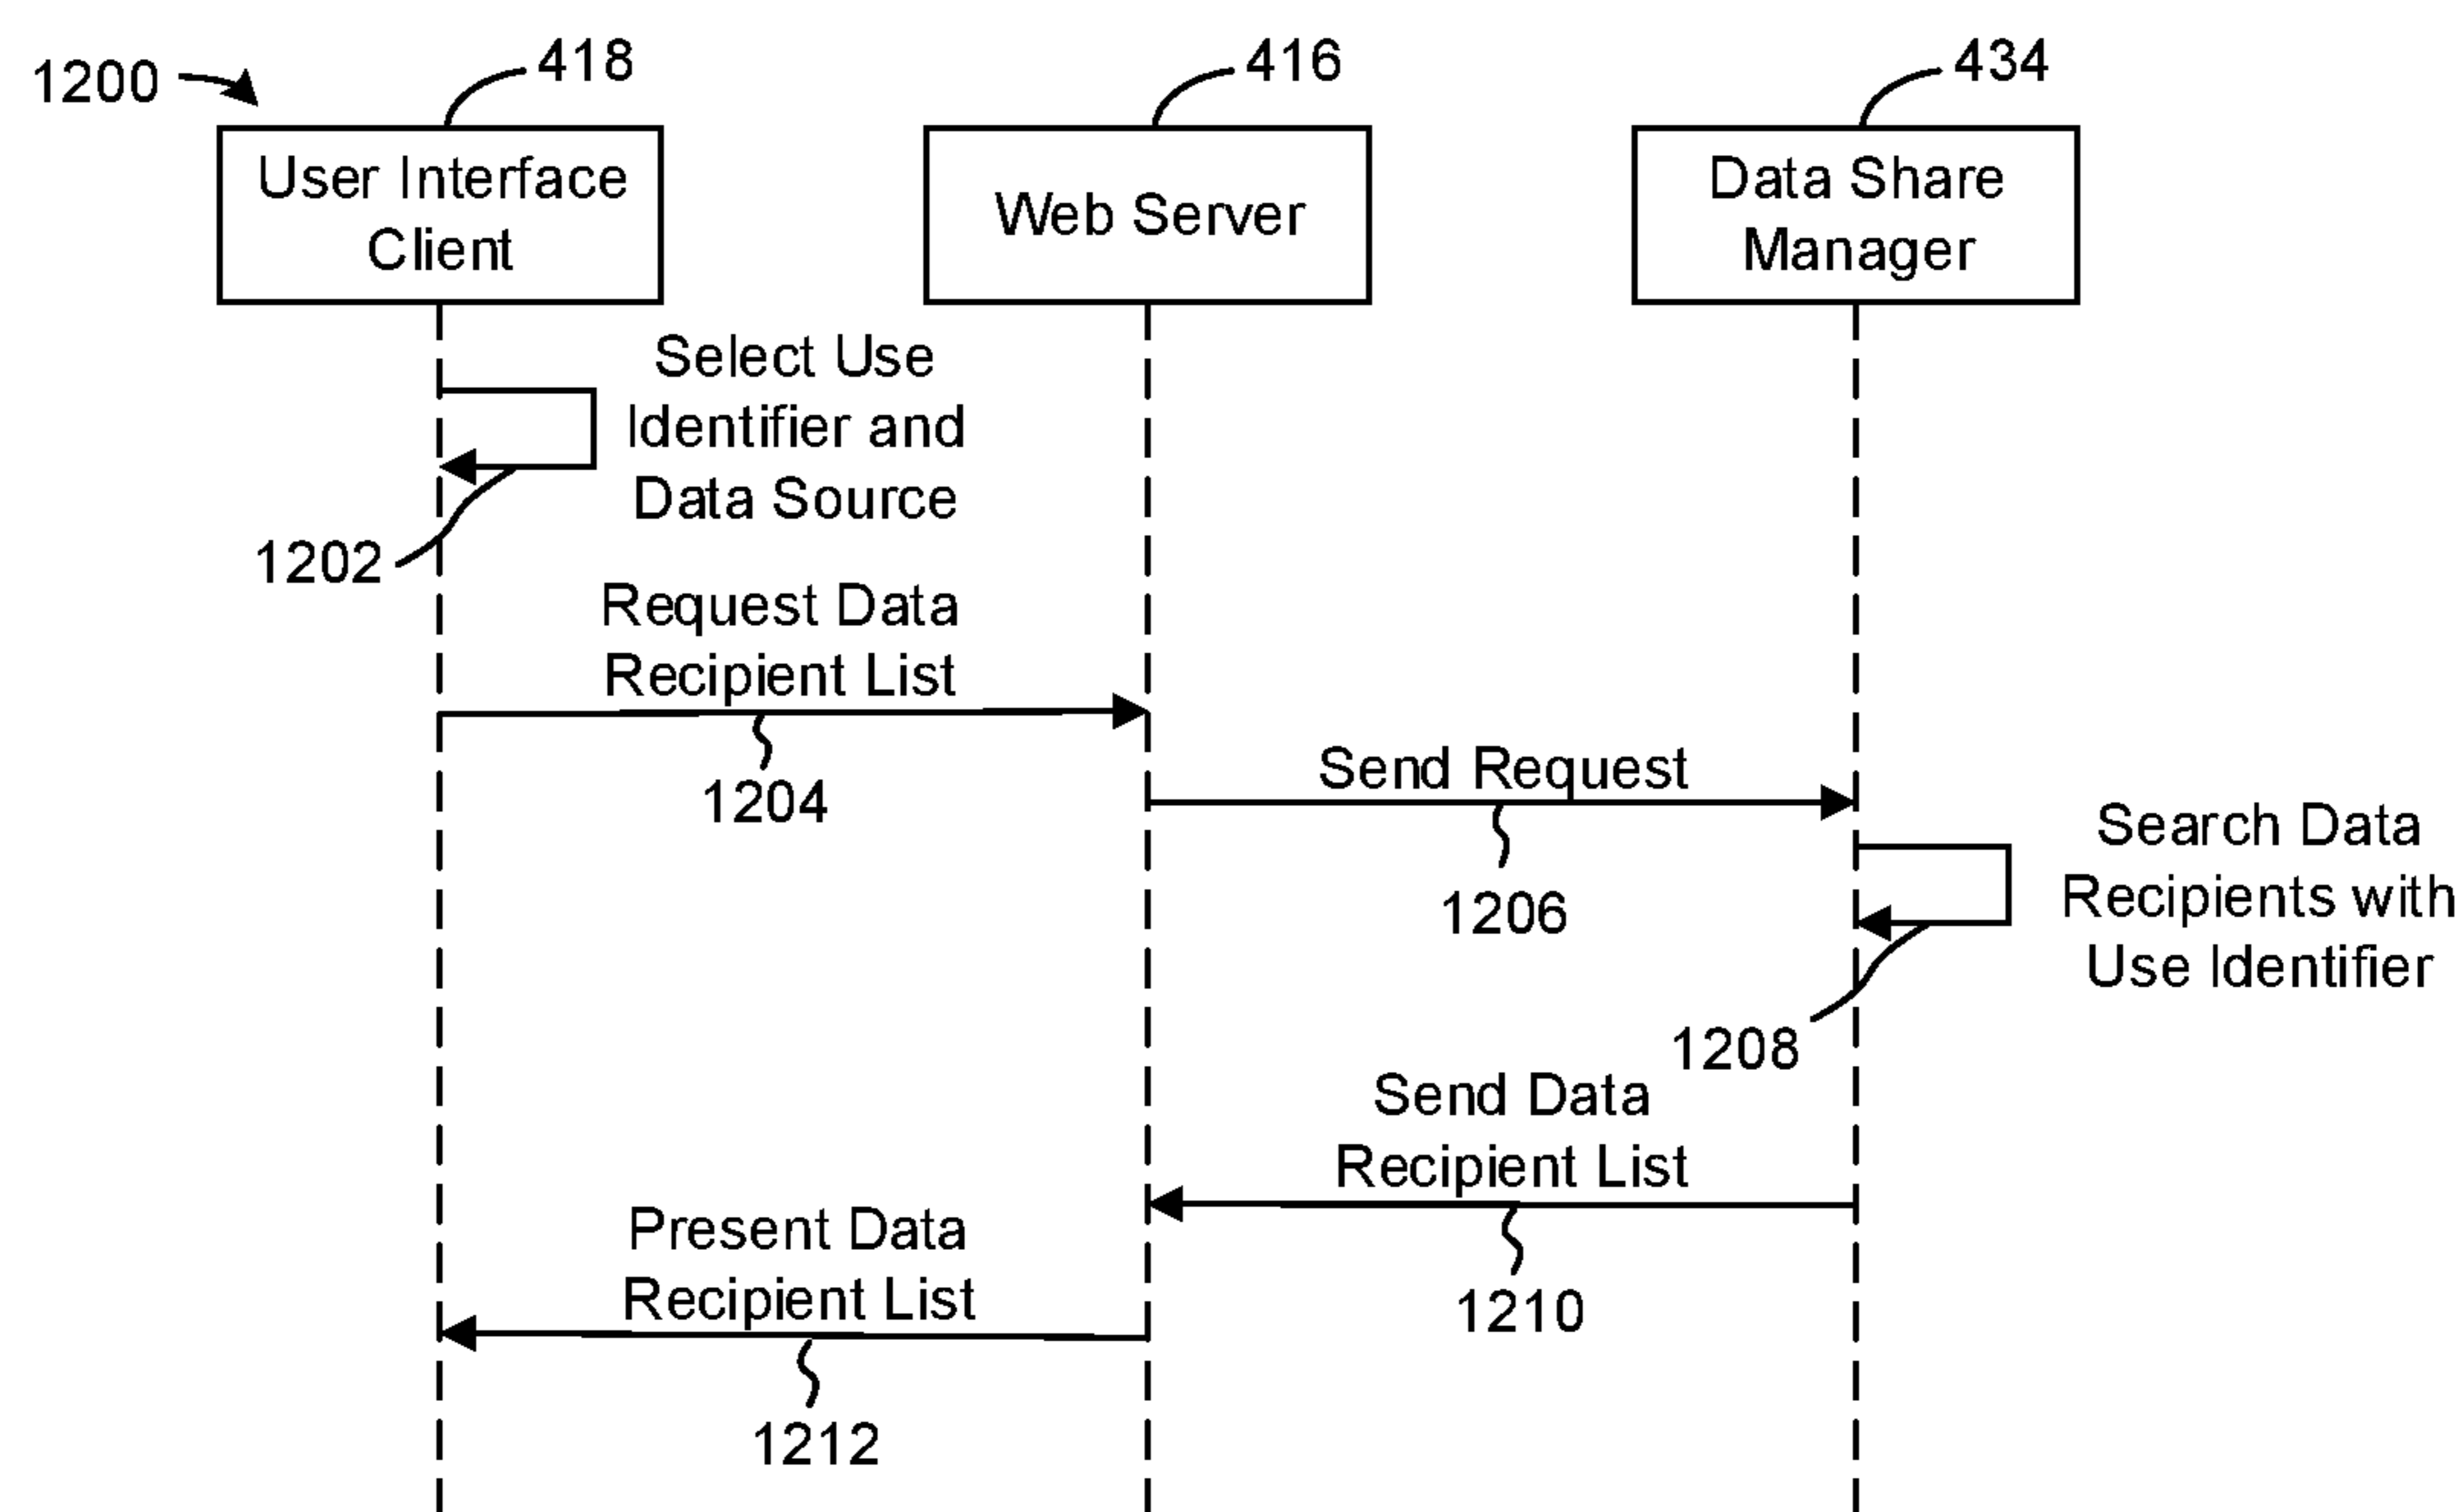 1200
418
416
434
User Interface
Client
Web Server
Data Share
Manager
Select Use
Identifier and
Data Source
1202
Request Data
Recipient List
1204
Send Request
1206
Search Data
Recipients with
Use Identifier
1208
Send Data
Recipient List
1210
Present Data
Recipient List
1212